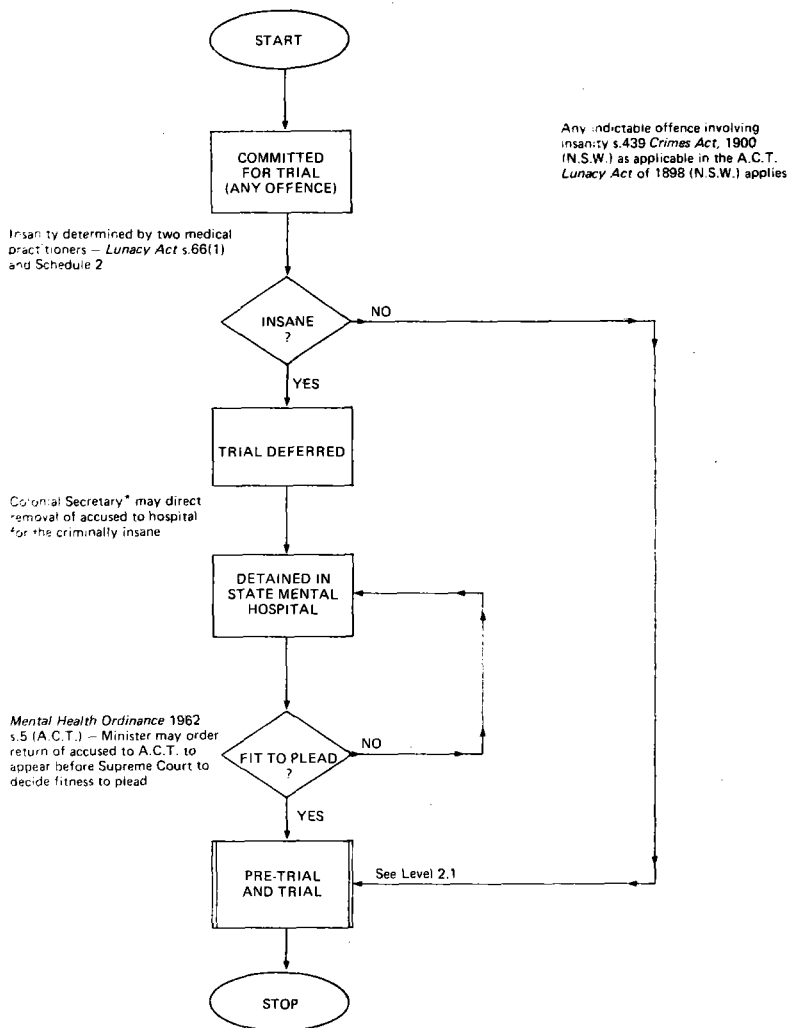 START
Any indictable offence involving
insanity s.439 Crimes Act, 1900
(N.S.W.) as applicable in the A.C.T.
Lunacy Act of 1898 (N.S.W.) applies
COMMITTED
FOR TRIAL
(ANY OFFENCE)
Insanity determined by two medical
practitioners – Lunacy Act s.66(1)
and Schedule 2
INSANE
?
NO
YES
TRIAL DEFERRED
Colonial Secretary* may direct
removal of accused to hospital
for the criminally insane
DETAINED IN
STATE MENTAL
HOSPITAL
Mental Health Ordinance 1962
s.5 (A.C.T.) – Minister may order
return of accused to A.C.T. to
appear before Supreme Court to
decide fitness to plead
FIT TO PLEAD
?
NO
YES
PRE-TRIAL
AND TRIAL
See Level 2.1
STOP